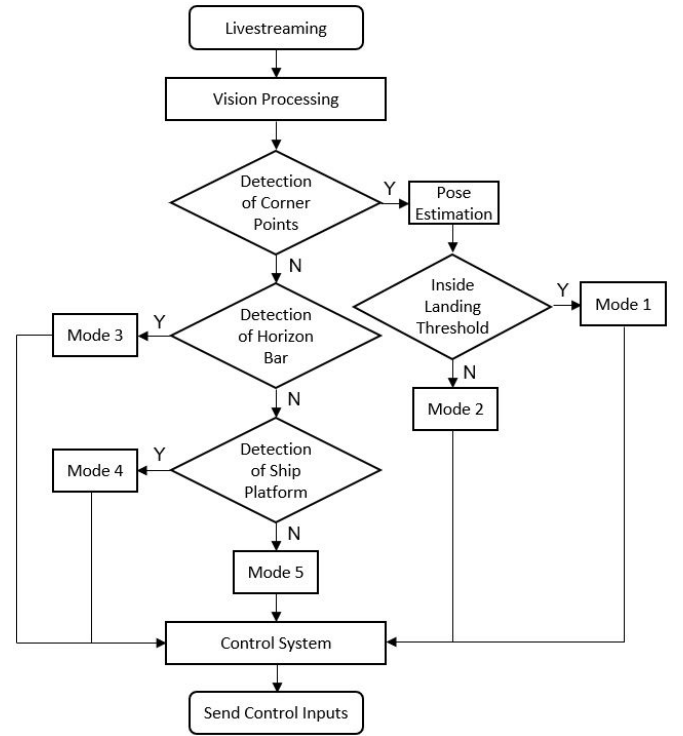 Livestreaming
Vision Processing
Detection
of Corner
Points
Y
Pose
Estimation
N
Inside
Landing
Threshold
Y
Mode 1
Mode 3
Y
Detection
of Horizon
Bar
N
Mode 2
N
Mode 4
Y
Detection
of Ship
Platform
N
Mode 5
Control System
Send Control Inputs